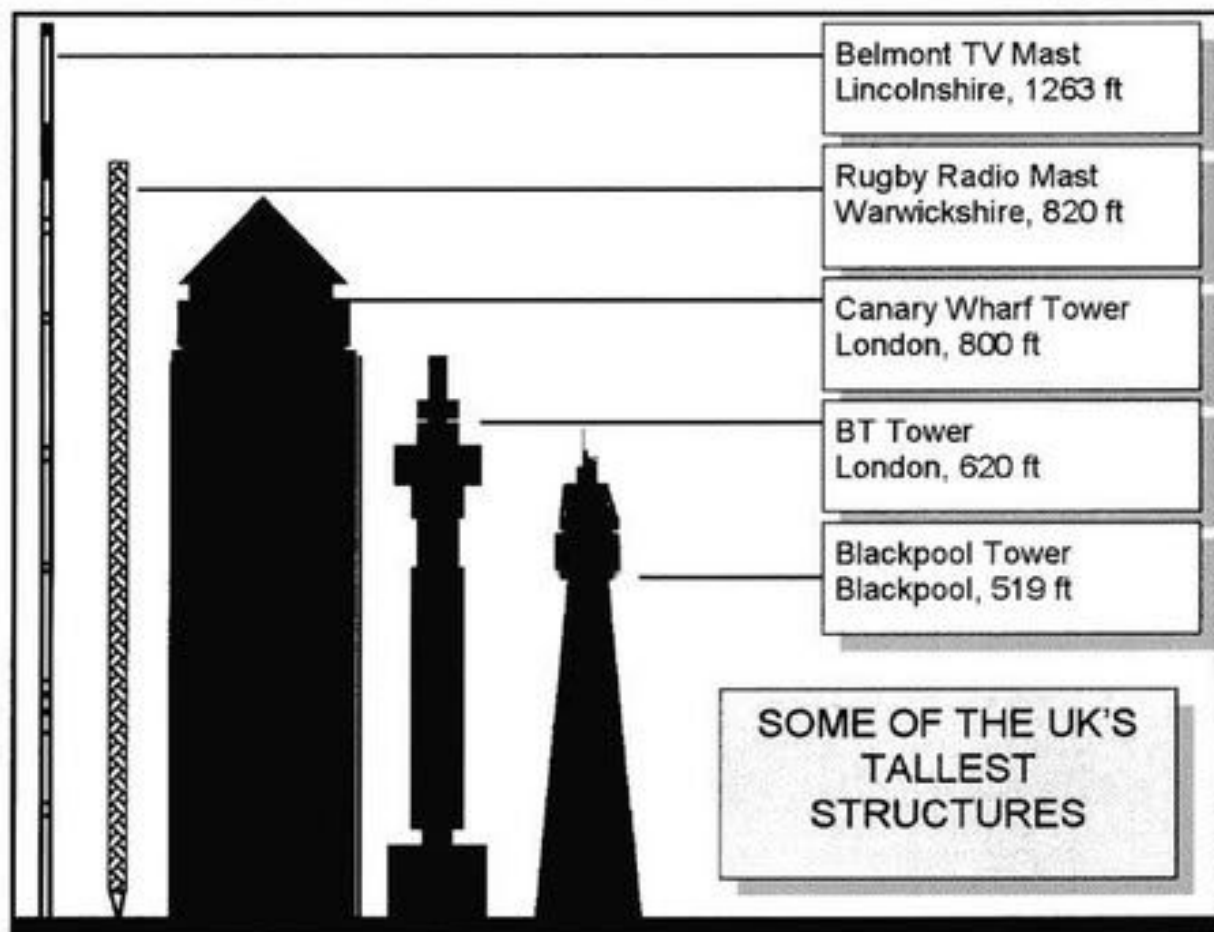 Belmont TV Mast
Lincolnshire, 1263 ft
Rugby Radio Mast
Warwickshire, 820 ft
Canary Wharf Tower
London, 800 ft
BT Tower
London, 620 ft
Blackpool Tower
Blackpool, 519 ft
SOME OF THE UK'S
TALLEST
STRUCTURES